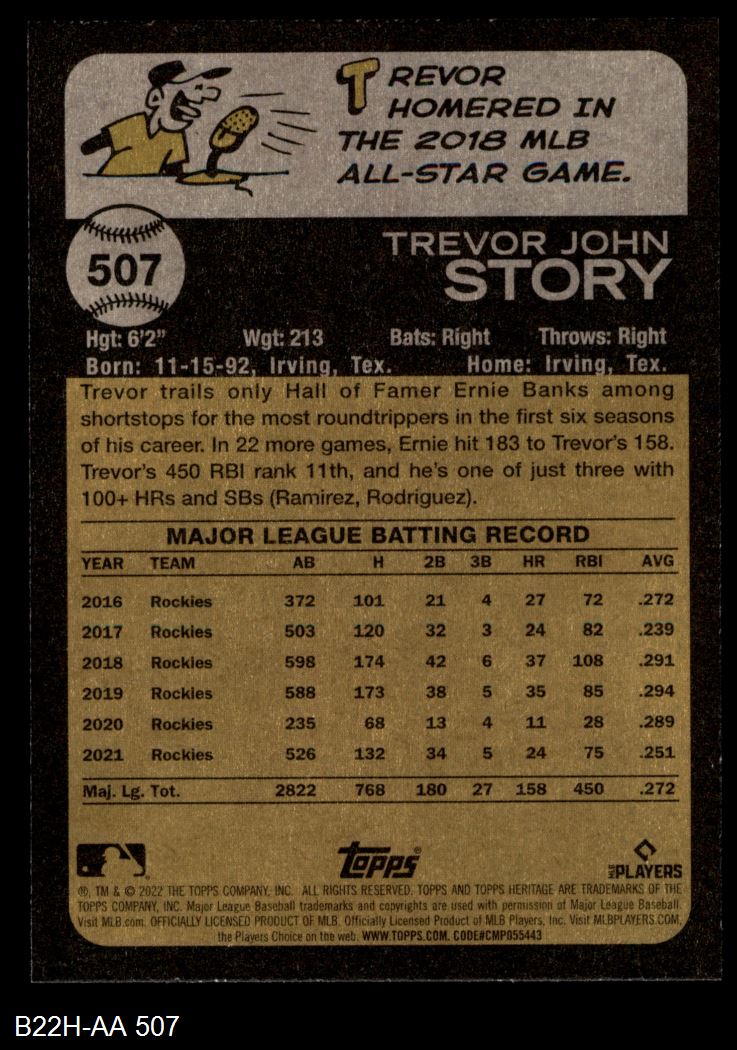 TREVOR
HOMERED IN
THE 2018 MLB
ALL-STAR GAME.
507
TREVOR JOHN
STORY
Hgt: 6'2" Wgt: 213 Bats: Right Throws: Right
Born: 11-15-92, Irving, Tex. Home: Irving, Tex.
Trevor trails only Hall of Famer Ernie Banks among
shortstops for the most roundtrippers in the first six seasons
of his career. In 22 more games, Ernie hit 183 to Trevor's 158.
Trevor's 450 RBI rank 11th, and he's one of just three with
100+ HRs and SBs (Ramirez, Rodriguez).
MAJOR LEAGUE BATTING RECORD
YEAR TEAM AB H 2B 3B HR RBI AVG
2016 Rockies 372 101 21 4 27 72 .272
2017 Rockies 503 120 32 3 24 82 .239
2018 Rockies 598 174 42 6 37 108 .291
2019 Rockies 588 173 38 5 35 85 .294
2020 Rockies 235 68 13 4 11 28 .289
2021 Rockies 526 132 34 5 24 75 .251
Maj. Lg. Tot. 2822 768 180 27 158 450 .272
Topps
MLB PLAYERS
®, TM & © 2022 THE TOPPS COMPANY, INC. ALL RIGHTS RESERVED. TOPPS AND TOPPS HERITAGE ARE TRADEMARKS OF THE
TOPPS COMPANY, INC. Major League Baseball trademarks and copyrights are used with permission of Major League Baseball.
Visit MLB.com. OFFICIALLY LICENSED PRODUCT OF MLB. Officially Licensed Product of MLB Players, Inc. Visit MLBPLAYERS.COM,
the Players Choice on the web. WWW.TOPPS.COM. CODE#CMP055443
B22H-AA 507